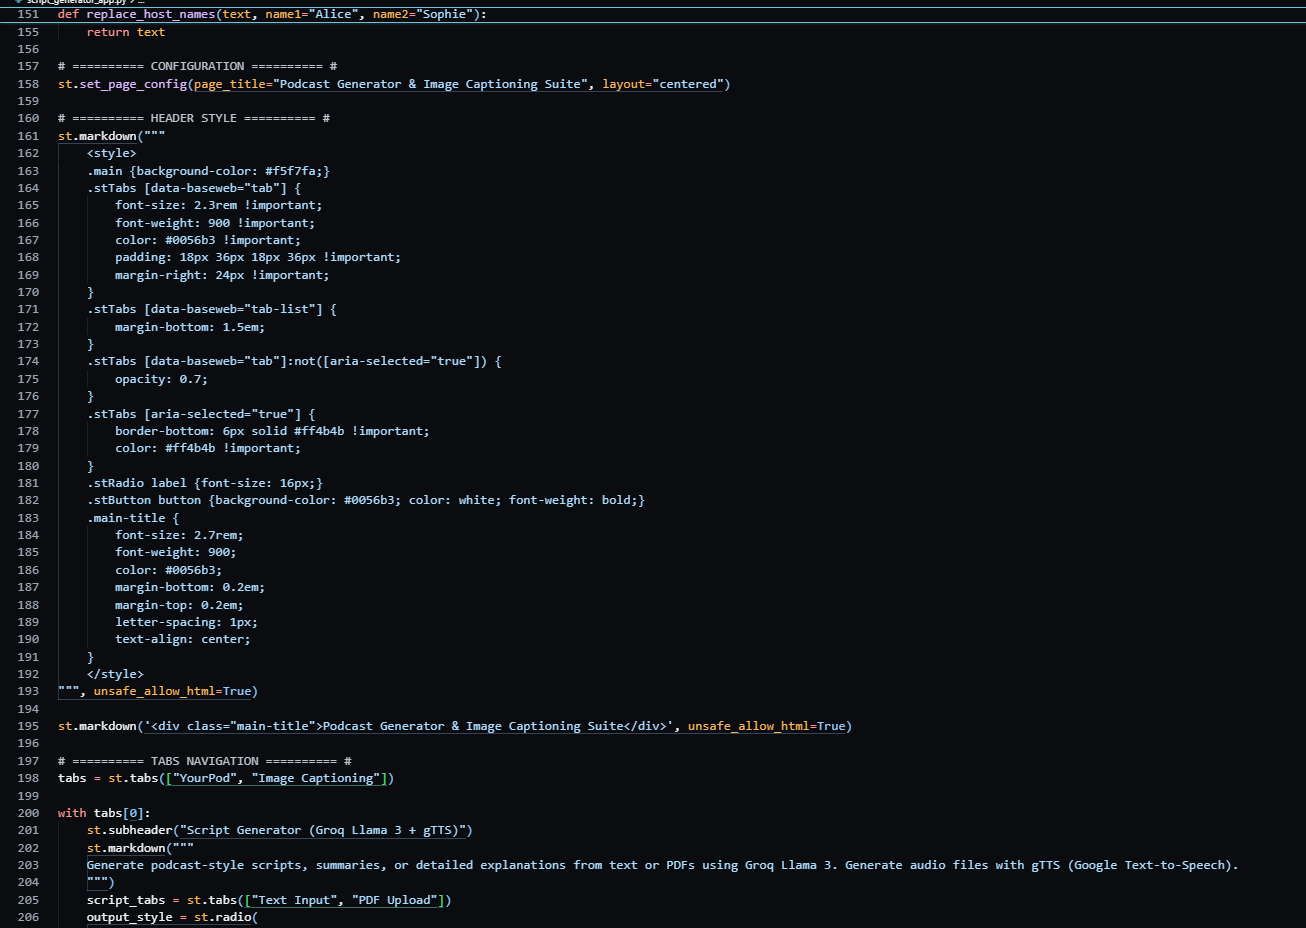 script_generator_app.py > ...
151 def replace_host_names(text, name1="Alice", name2="Sophie"):
155     return text
156
157 # ========== CONFIGURATION ========== #
158 st.set_page_config(page_title="Podcast Generator & Image Captioning Suite", layout="centered")
159
160 # ========== HEADER STYLE ========== #
161 st.markdown("""
162     <style>
163     .main {background-color: #f5f7fa;}
164     .stTabs [data-baseweb="tab"] {
165         font-size: 2.3rem !important;
166         font-weight: 900 !important;
167         color: #0056b3 !important;
168         padding: 18px 36px 18px 36px !important;
169         margin-right: 24px !important;
170     }
171     .stTabs [data-baseweb="tab-list"] {
172         margin-bottom: 1.5em;
173     }
174     .stTabs [data-baseweb="tab"]:not([aria-selected="true"]) {
175         opacity: 0.7;
176     }
177     .stTabs [aria-selected="true"] {
178         border-bottom: 6px solid #ff4b4b !important;
179         color: #ff4b4b !important;
180     }
181     .stRadio label {font-size: 16px;}
182     .stButton button {background-color: #0056b3; color: white; font-weight: bold;}
183     .main-title {
184         font-size: 2.7rem;
185         font-weight: 900;
186         color: #0056b3;
187         margin-bottom: 0.2em;
188         margin-top: 0.2em;
189         letter-spacing: 1px;
190         text-align: center;
191     }
192     </style>
193 """, unsafe_allow_html=True)
194
195 st.markdown('<div class="main-title">Podcast Generator & Image Captioning Suite</div>', unsafe_allow_html=True)
196
197 # ========== TABS NAVIGATION ========== #
198 tabs = st.tabs(["YourPod", "Image Captioning"])
199
200 with tabs[0]:
201     st.subheader("Script Generator (Groq Llama 3 + gTTS)")
202     st.markdown("""
203     Generate podcast-style scripts, summaries, or detailed explanations from text or PDFs using Groq Llama 3. Generate audio files with gTTS (Google Text-to-Speech).
204     """)
205     script_tabs = st.tabs(["Text Input", "PDF Upload"])
206     output_style = st.radio(